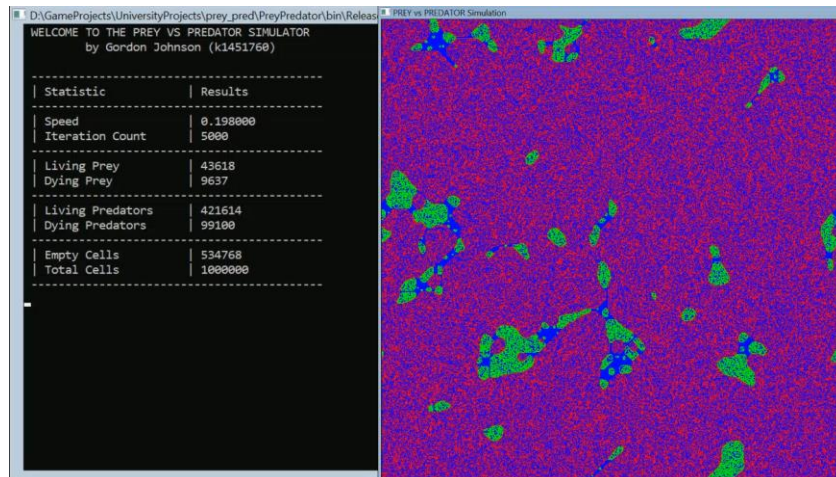 D:\GameProjects\UniversityProjects\prey_pred\PreyPredator\bin\Release
PREY vs PREDATOR Simulation
WELCOME TO THE PREY VS PREDATOR SIMULATOR
by Gordon Johnson (k1451760)
-------------------------------------------
| Statistic | Results
-------------------------------------------
| Speed | 0.198000
| Iteration Count | 5000
-------------------------------------------
| Living Prey | 43618
| Dying Prey | 9637
-------------------------------------------
| Living Predators | 421614
| Dying Predators | 99100
-------------------------------------------
| Empty Cells | 534768
| Total Cells | 1000000
-------------------------------------------